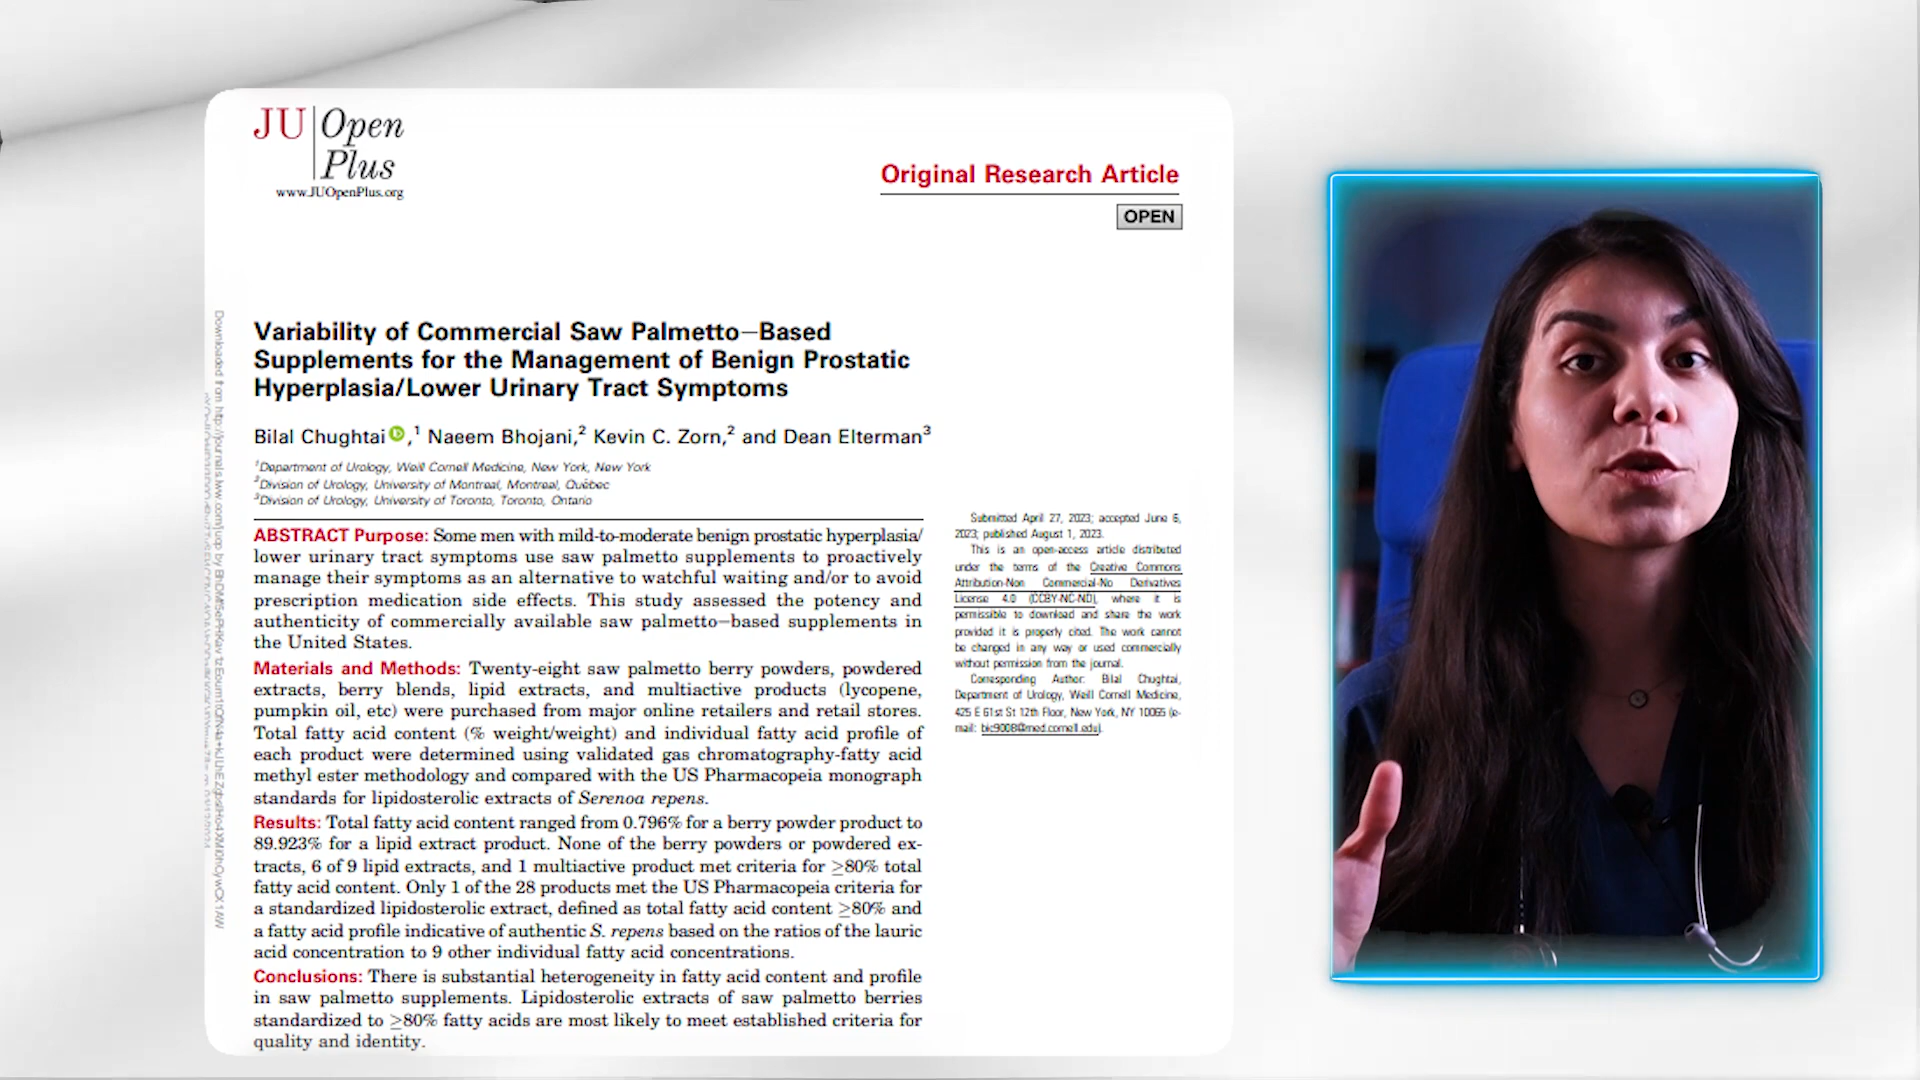 JU Open
Plus
www.JUOpenPlus.org
Original Research Article
OPEN
Variability of Commercial Saw Palmetto–Based
Supplements for the Management of Benign Prostatic
Hyperplasia/Lower Urinary Tract Symptoms
Bilal Chughtai,1 Naeem Bhojani,2 Kevin C. Zorn,2 and Dean Elterman3
1Department of Urology, Weill Cornell Medicine, New York, New York
2Division of Urology, University of Montreal, Montreal, Québec
3Division of Urology, University of Toronto, Toronto, Ontario
ABSTRACT Purpose: Some men with mild-to-moderate benign prostatic hyperplasia/
lower urinary tract symptoms use saw palmetto supplements to proactively
manage their symptoms as an alternative to watchful waiting and/or to avoid
prescription medication side effects. This study assessed the potency and
authenticity of commercially available saw palmetto–based supplements in
the United States.
Materials and Methods: Twenty-eight saw palmetto berry powders, powdered
extracts, berry blends, lipid extracts, and multiactive products (lycopene,
pumpkin oil, etc) were purchased from major online retailers and retail stores.
Total fatty acid content (% weight/weight) and individual fatty acid profile of
each product were determined using validated gas chromatography-fatty acid
methyl ester methodology and compared with the US Pharmacopeia monograph
standards for lipidosterolic extracts of Serenoa repens.
Results: Total fatty acid content ranged from 0.796% for a berry powder product to
89.923% for a lipid extract product. None of the berry powders or powdered ex-
tracts, 6 of 9 lipid extracts, and 1 multiactive product met criteria for ≥80% total
fatty acid content. Only 1 of the 28 products met the US Pharmacopeia criteria for
a standardized lipidosterolic extract, defined as total fatty acid content ≥80% and
a fatty acid profile indicative of authentic S. repens based on the ratios of the lauric
acid concentration to 9 other individual fatty acid concentrations.
Conclusions: There is substantial heterogeneity in fatty acid content and profile
in saw palmetto supplements. Lipidosterolic extracts of saw palmetto berries
standardized to ≥80% fatty acids are most likely to meet established criteria for
quality and identity.
Submitted April 27, 2023; accepted June 6,
2023; published August 1, 2023.
This is an open-access article distributed
under the terms of the Creative Commons
Attribution-Non Commercial-No Derivatives
License 4.0 (CCBY-NC-ND), where it is
permissible to download and share the work
provided it is properly cited. The work cannot
be changed in any way or used commercially
without permission from the journal.
Corresponding Author: Bilal Chughtai,
Department of Urology, Weill Cornell Medicine,
425 E 61st St 12th Floor, New York, NY 10065 (e-
mail: bic9008@med.cornell.edu).
Downloaded from